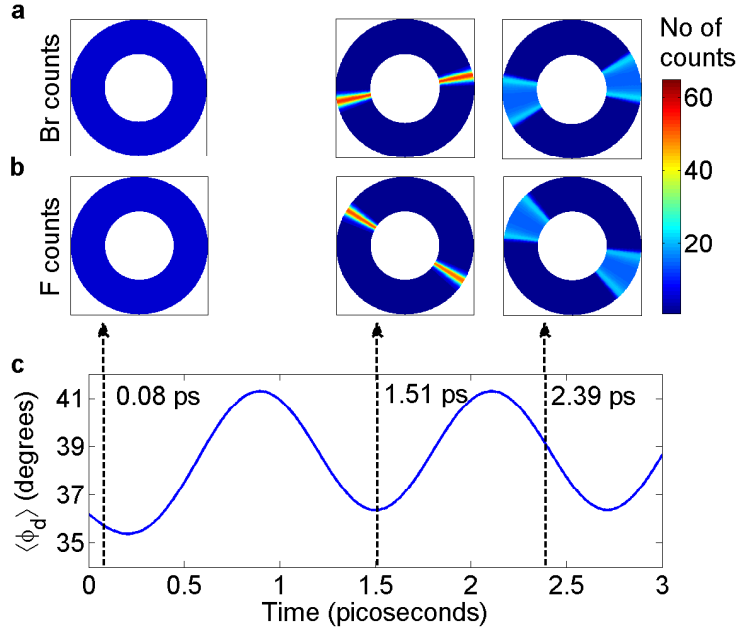 a
Br counts
No of
counts
60
40
20
b
F counts
c
0.08 ps
1.51 ps
2.39 ps
⟨ϕd⟩ (degrees)
41
39
37
35
0 0.5 1 1.5 2 2.5 3
Time (picoseconds)